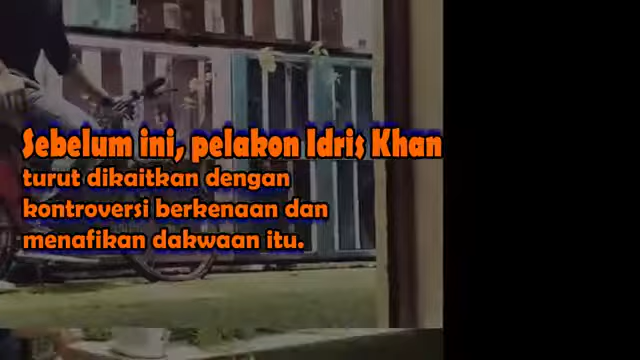 Sebelum ini, pelakon Idris Khan
turut dikaitkan dengan
kontroversi berkenaan dan
menafikan dakwaan itu.